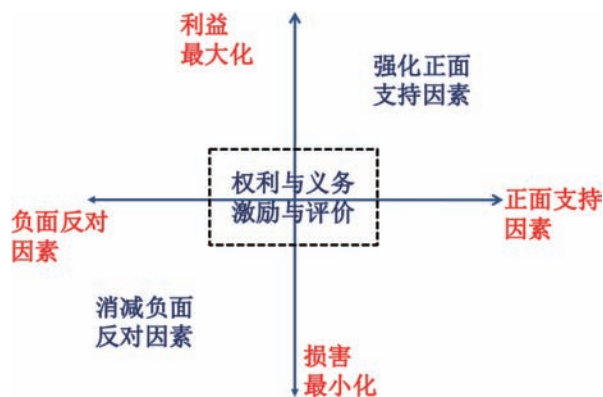 利益
最大化
强化正面
支持因素
权利与义务
激励与评价
负面反对
因素
正面支持
因素
消减负面
反对因素
损害
最小化